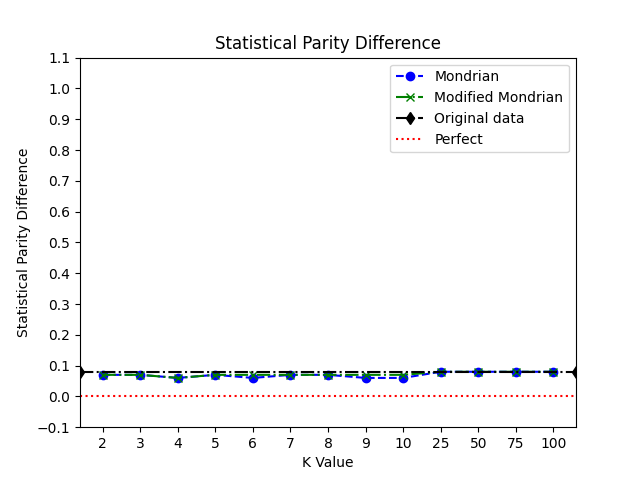 Statistical Parity Difference
Statistical Parity Difference
1.1
1.0
0.9
0.8
0.7
0.6
0.5
0.4
0.3
0.2
0.1
0.0
−0.1
Mondrian
Modified Mondrian
Original data
Perfect
2 3 4 5 6 7 8 9 10 25 50 75 100
K Value